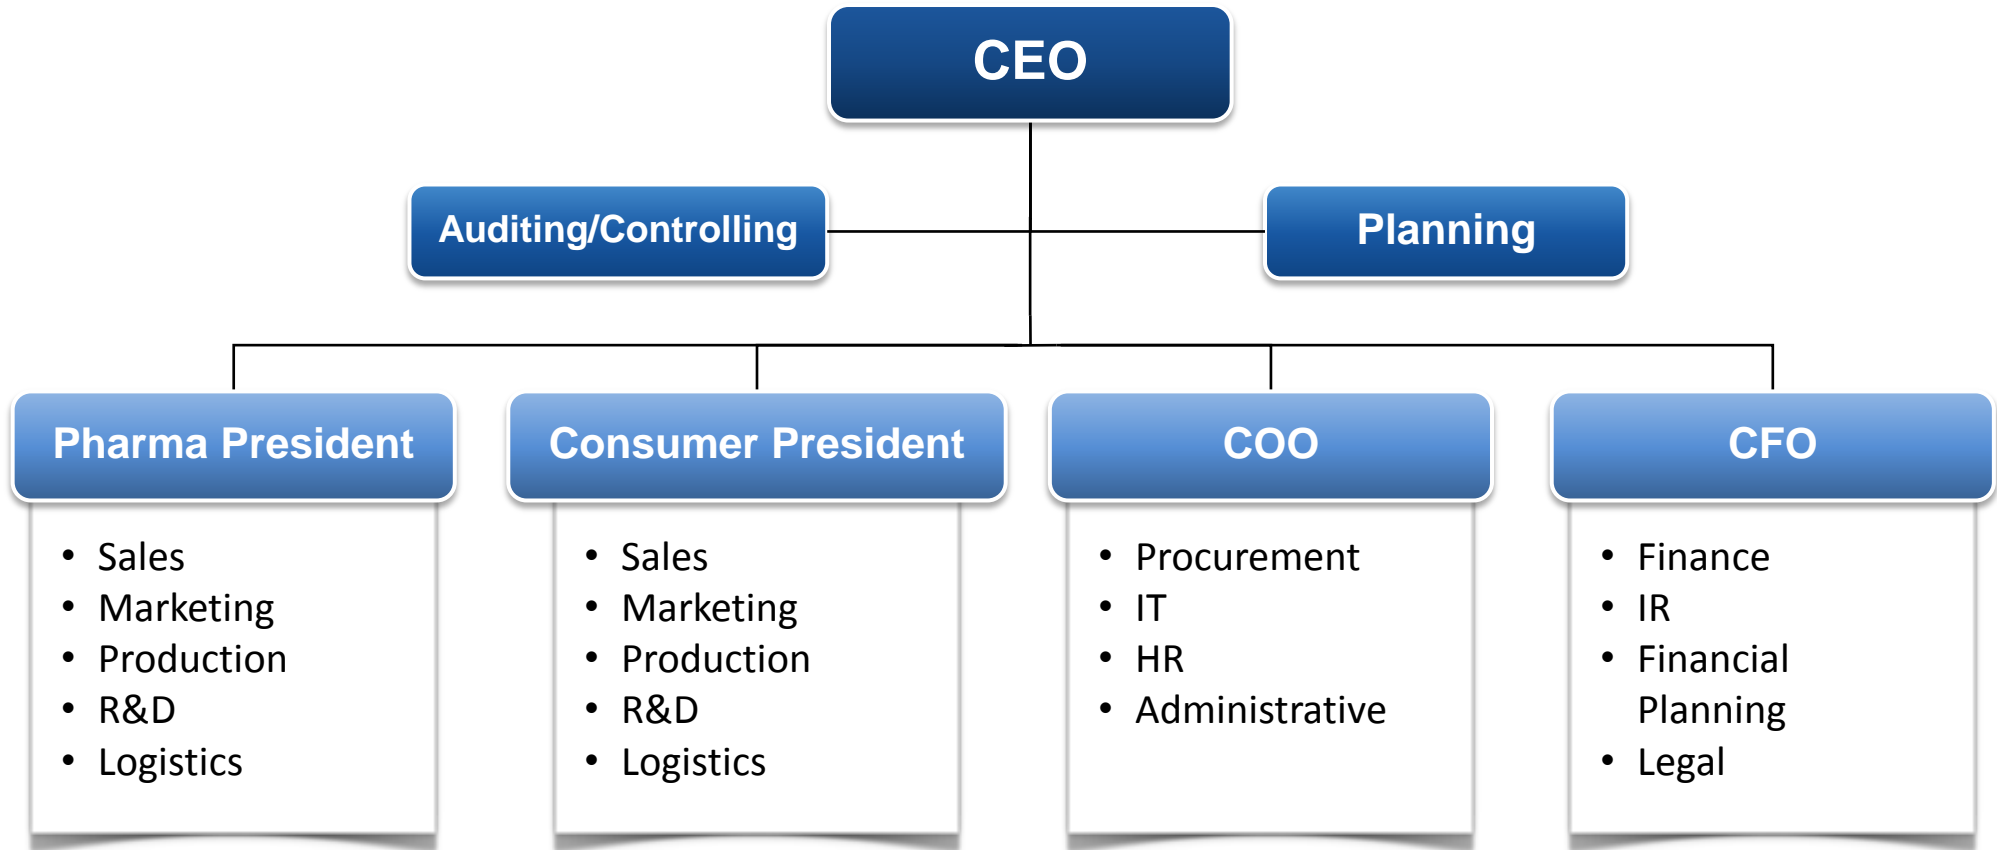 CEO
Auditing/Controlling
Planning
Pharma President
• Sales
• Marketing
• Production
• R&D
• Logistics
Consumer President
• Sales
• Marketing
• Production
• R&D
• Logistics
COO
• Procurement
• IT
• HR
• Administrative
CFO
• Finance
• IR
• Financial
Planning
• Legal